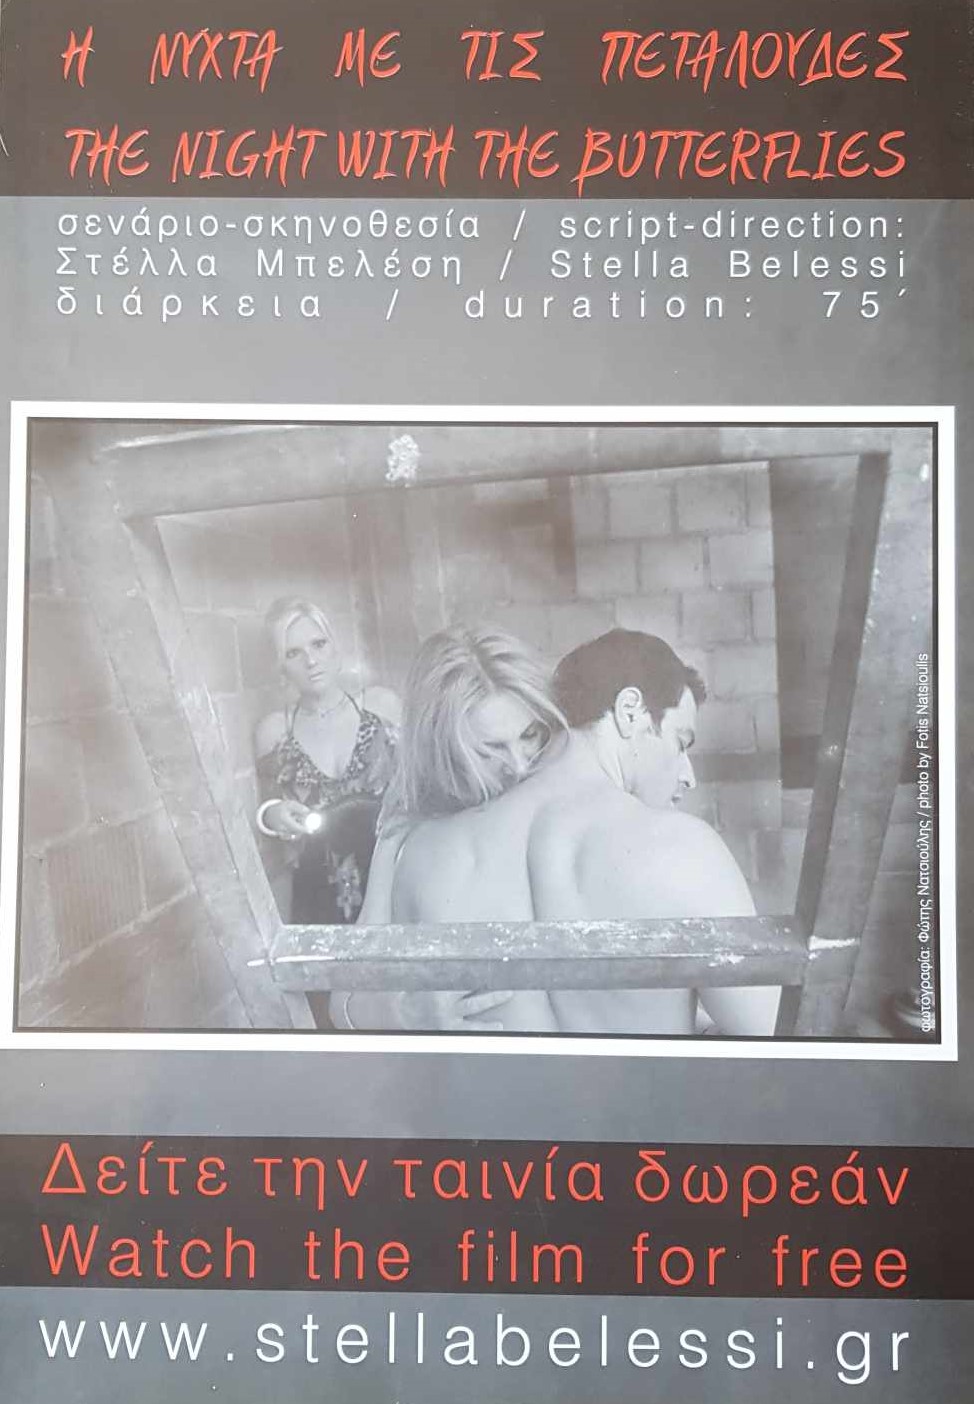 Η ΝΥΧΤΑ ΜΕ ΤΙΣ ΠΕΤΑΛΟΥΔΕΣ
THE NIGHT WITH THE BUTTERFLIES
σενάριο-σκηνοθεσία / script-direction:
Στέλλα Μπελέση / Stella Belessi
διάρκεια / duration: 75΄
φωτογραφία: Φώτης Νατσιούλης / photo by Fotis Natsioulis
Δείτε την ταινία δωρεάν
Watch the film for free
www.stellabelessi.gr